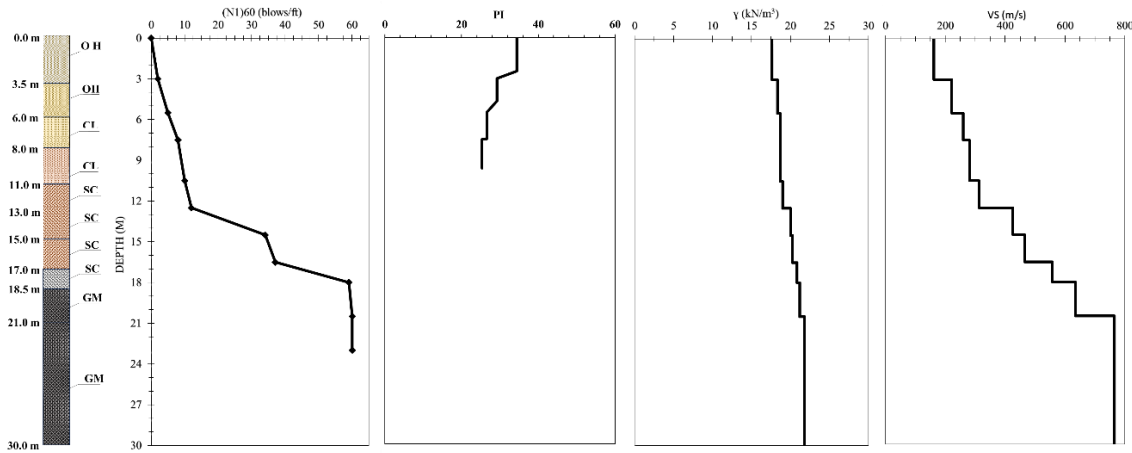 (N1)60 (blows/ft)
0 10 20 30 40 50 60
PI
0 20 40 60
γ (kN/m³)
0 5 10 15 20 25 30
VS (m/s)
0 200 400 600 800
0.0 m
OH
3.5 m
OH
6.0 m
CL
8.0 m
CL
11.0 m
SC
13.0 m
SC
15.0 m
SC
17.0 m
SC
18.5 m
GM
21.0 m
GM
30.0 m
DEPTH (M)
0
3
6
9
12
15
18
21
24
27
30